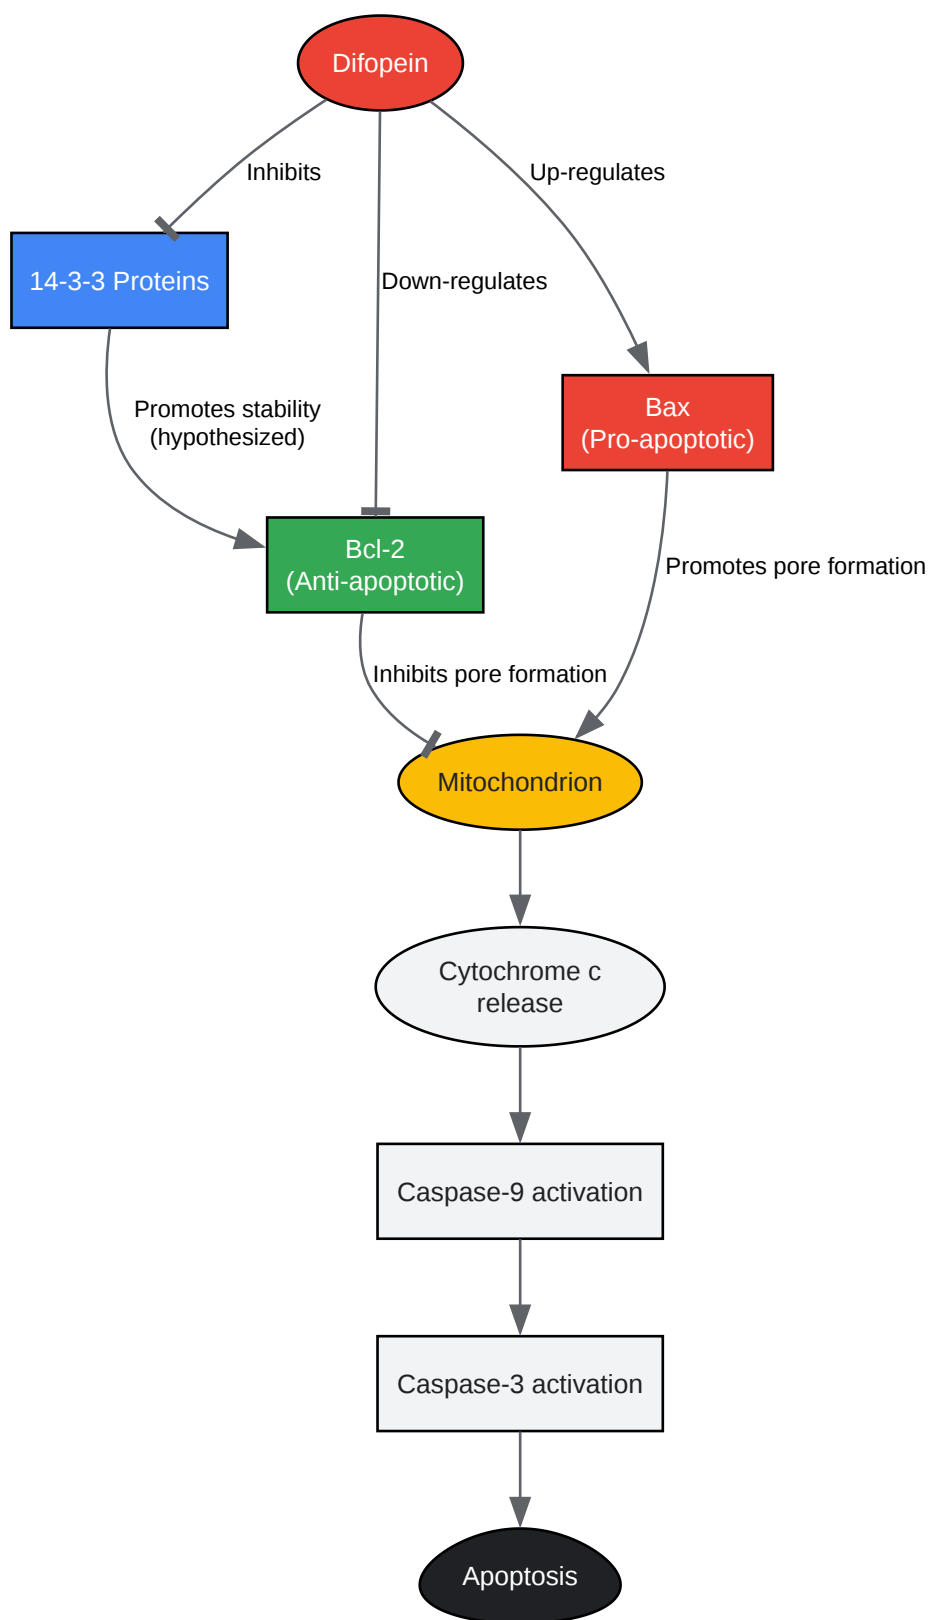 Difopein
Inhibits
Up-regulates
14-3-3 Proteins
Down-regulates
Promotes stability
(hypothesized)
Bax
(Pro-apoptotic)
Bcl-2
(Anti-apoptotic)
Promotes pore formation
Inhibits pore formation
Mitochondrion
Cytochrome c
release
Caspase-9 activation
Caspase-3 activation
Apoptosis